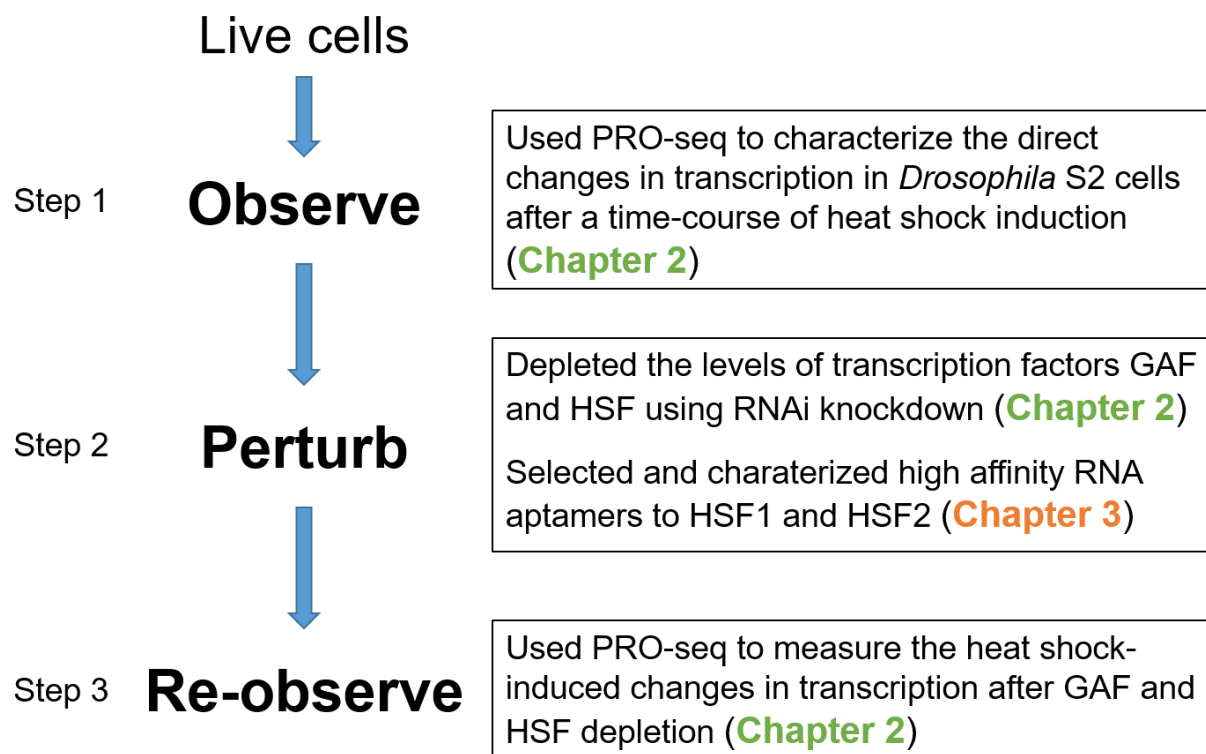 Live cells
Step 1
Observe
Used PRO-seq to characterize the direct
changes in transcription in Drosophila S2 cells
after a time-course of heat shock induction
(Chapter 2)
Step 2
Perturb
Depleted the levels of transcription factors GAF
and HSF using RNAi knockdown (Chapter 2)
Selected and charaterized high affinity RNA
aptamers to HSF1 and HSF2 (Chapter 3)
Step 3
Re-observe
Used PRO-seq to measure the heat shock-
induced changes in transcription after GAF and
HSF depletion (Chapter 2)